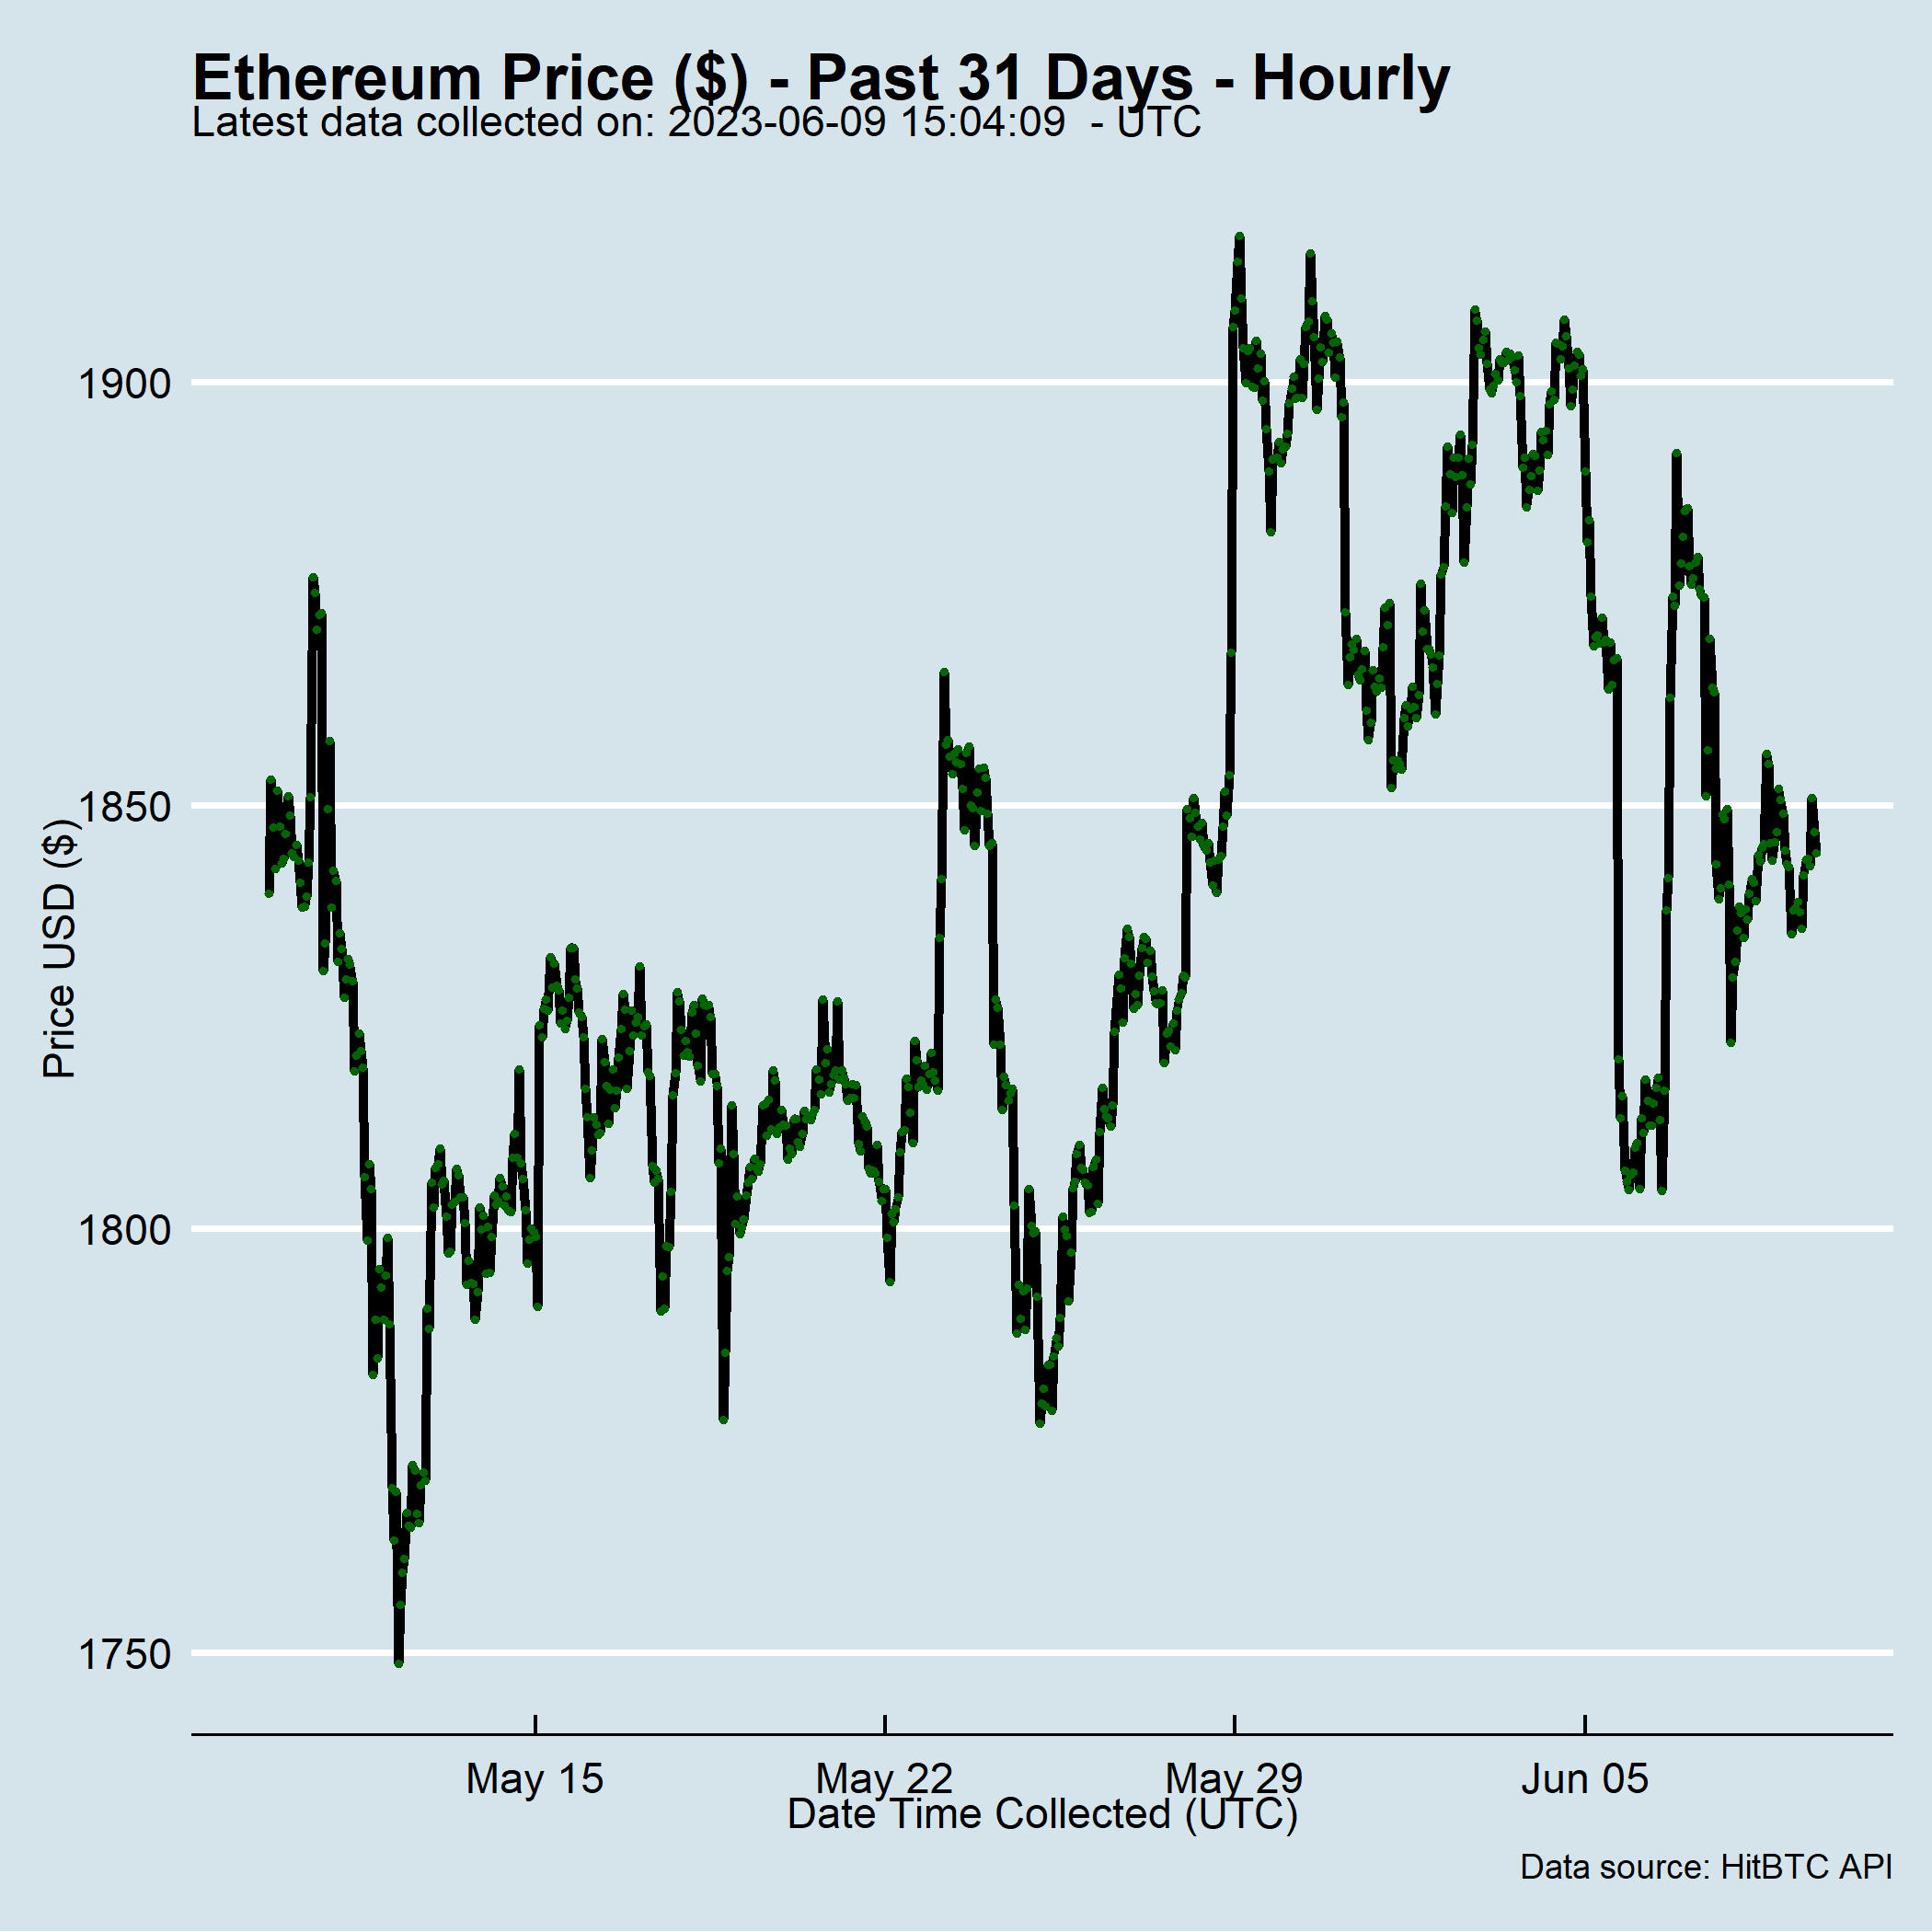 Ethereum Price ($) - Past 31 Days - Hourly
Latest data collected on: 2023-06-09 15:04:09  - UTC
Price USD ($)
1900
1850
1800
1750
May 15
May 22
May 29
Jun 05
Date Time Collected (UTC)
Data source: HitBTC API